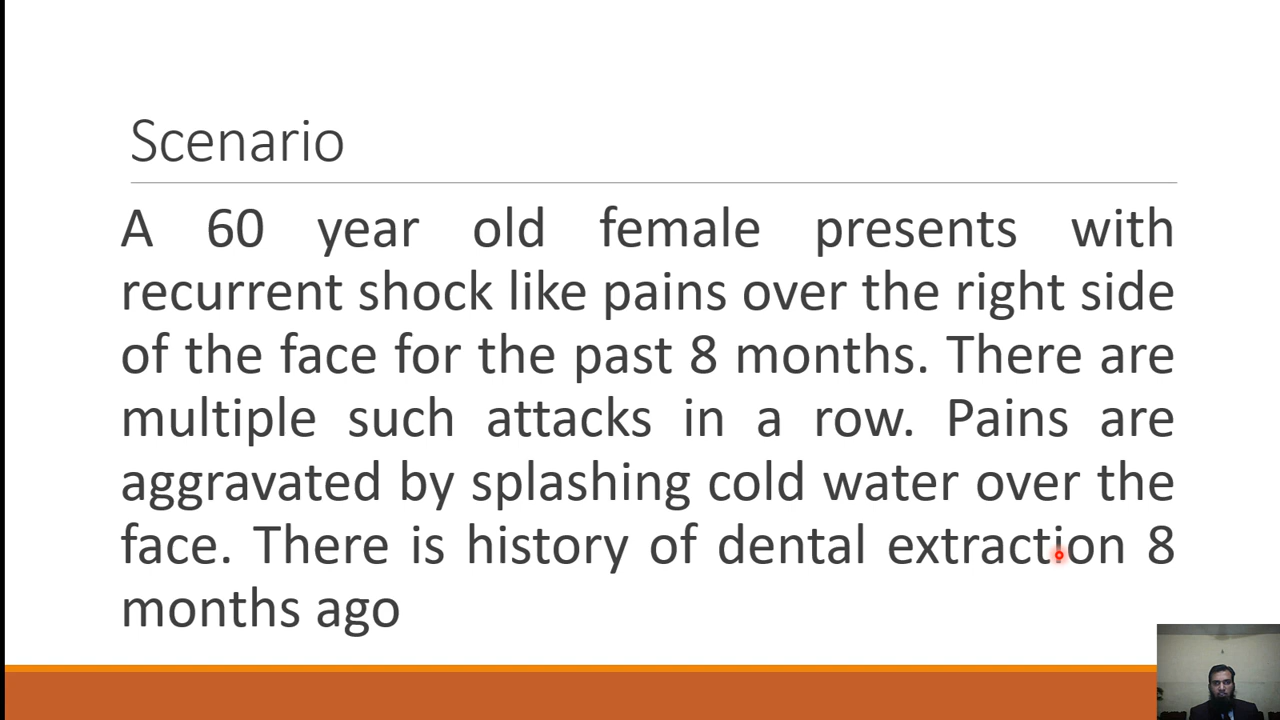 Scenario
A 60 year old female presents with
recurrent shock like pains over the right side
of the face for the past 8 months. There are
multiple such attacks in a row. Pains are
aggravated by splashing cold water over the
face. There is history of dental extraction 8
months ago